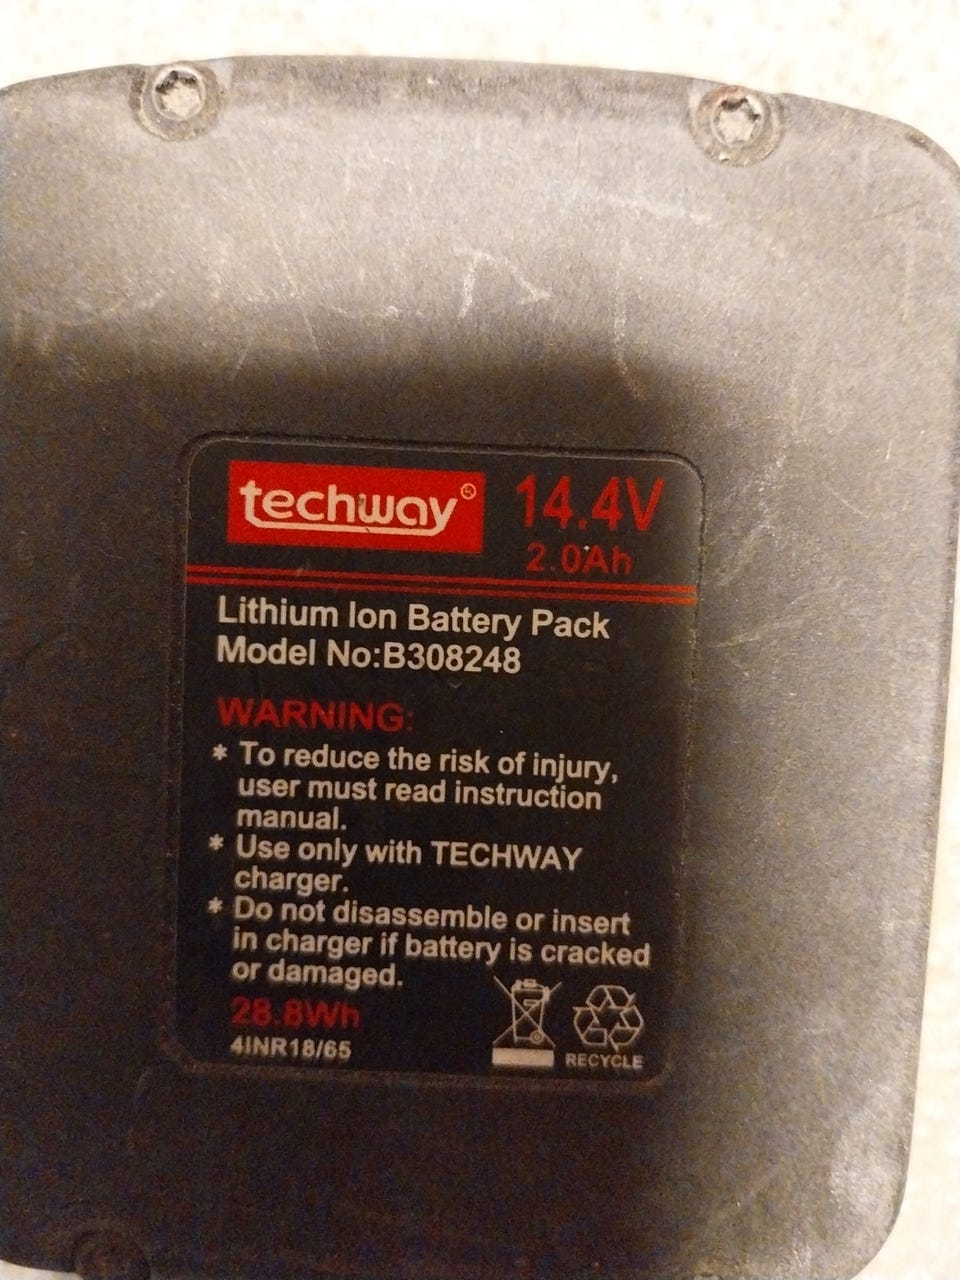 techway®
14.4V
2.0Ah
Lithium Ion Battery Pack
Model No:B308248
WARNING:
* To reduce the risk of injury,
user must read instruction
manual.
* Use only with TECHWAY
charger.
* Do not disassemble or insert
in charger if battery is cracked
or damaged.
28.8Wh
4INR18/65
RECYCLE